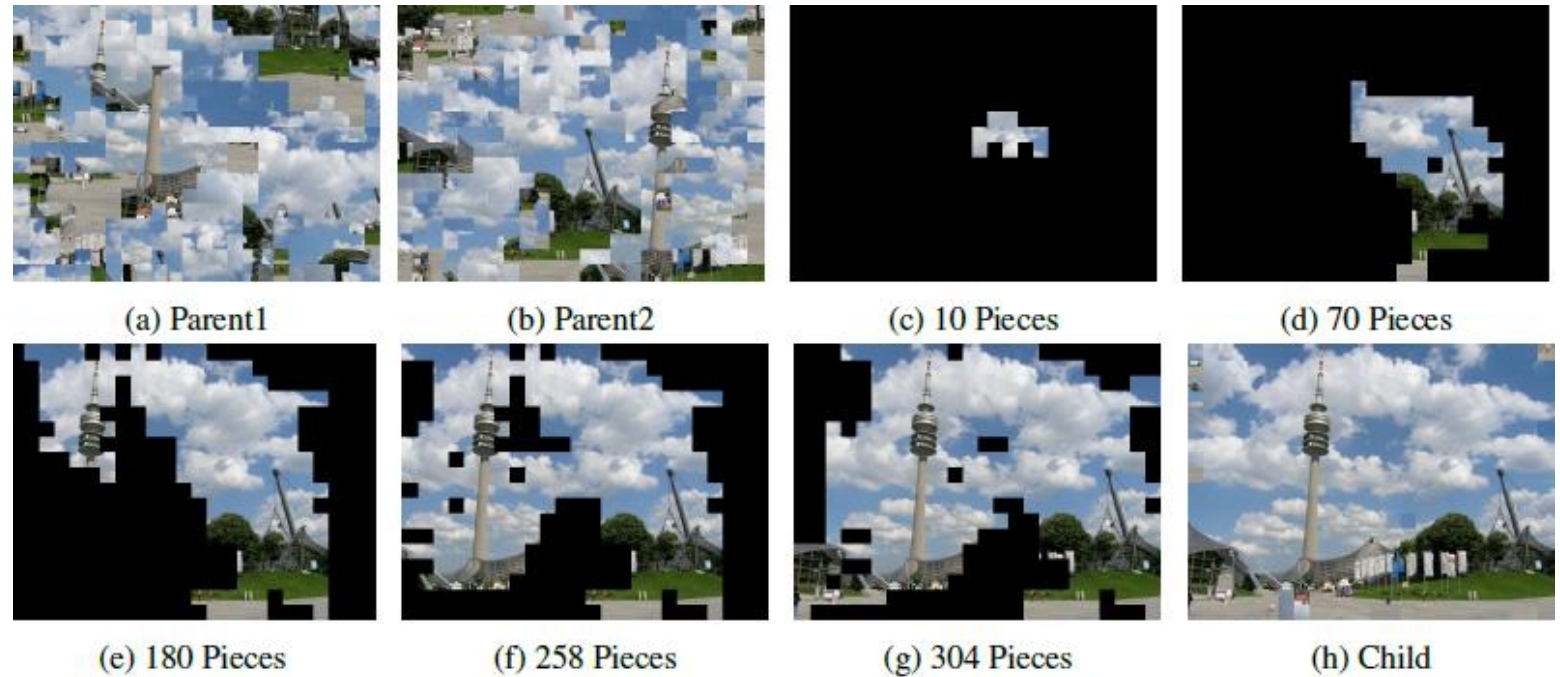 (a) Parent1
(b) Parent2
(c) 10 Pieces
(d) 70 Pieces
(e) 180 Pieces
(f) 258 Pieces
(g) 304 Pieces
(h) Child